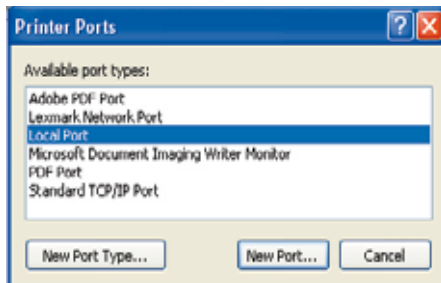 Printer Ports
Available port types:
Adobe PDF Port
Lexmark Network Port
Local Port
Microsoft Document Imaging Writer Monitor
PDF Port
Standard TCP/IP Port
New Port Type... New Port... Cancel